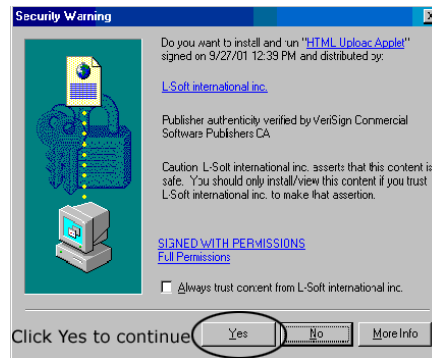 Security Warning
Do you want to install and run "HTML Upload Applet"
signed on 9/27/01 12:39 PM and distributed by:
L-Soft international inc.
Publisher authenticity verified by VeriSign Commercial
Software Publishers CA
Caution: L-Soft international inc. asserts that this content is
safe. You should only install/view this content if you trust
L-Soft international inc. to make that assertion.
SIGNED WITH PERMISSIONS
Full Permissions
Always trust content from L-Soft international inc.
Click Yes to continue Yes No More Info